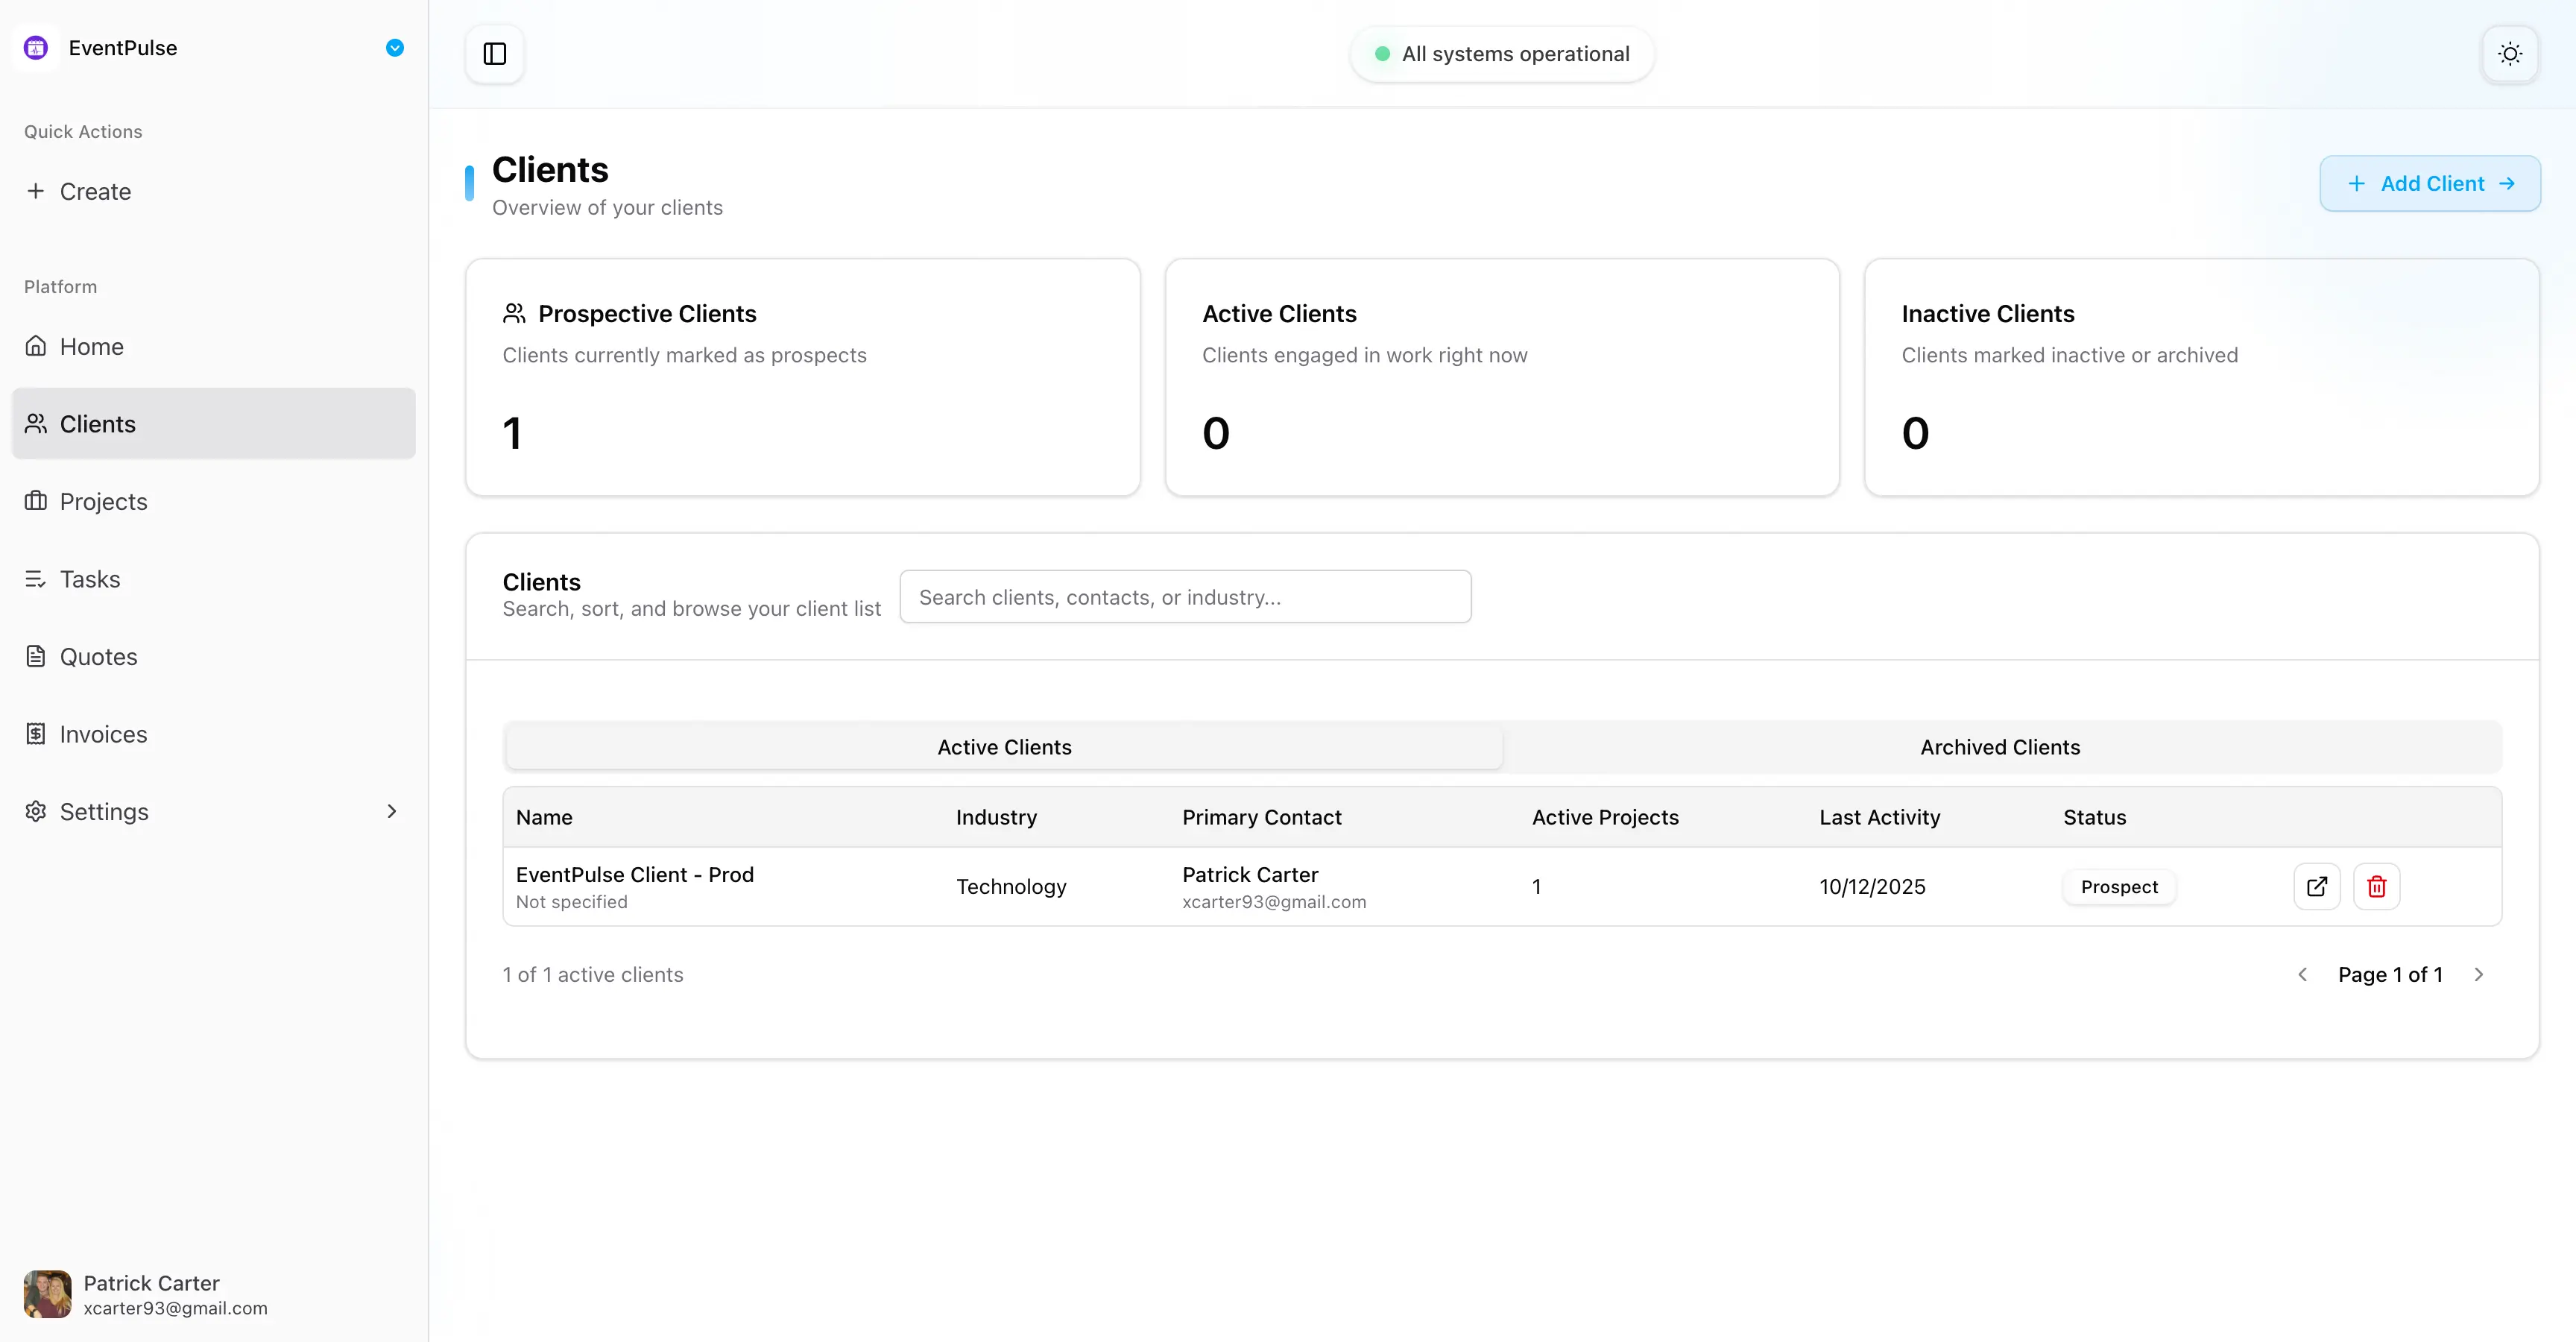 EventPulse
Quick Actions
Create
Platform
Home
Clients
Projects
Tasks
Quotes
Invoices
Settings
Patrick Carter
xcarter93@gmail.com
All systems operational
Clients
Overview of your clients
Add Client
Prospective Clients
Clients currently marked as prospects
1
Active Clients
Clients engaged in work right now
0
Inactive Clients
Clients marked inactive or archived
0
Clients
Search, sort, and browse your client list
Search clients, contacts, or industry...
Active Clients
Archived Clients
Name Industry Primary Contact Active Projects Last Activity Status
EventPulse Client - Prod
Not specified
Technology
Patrick Carter
xcarter93@gmail.com
1
10/12/2025
Prospect
1 of 1 active clients
Page 1 of 1